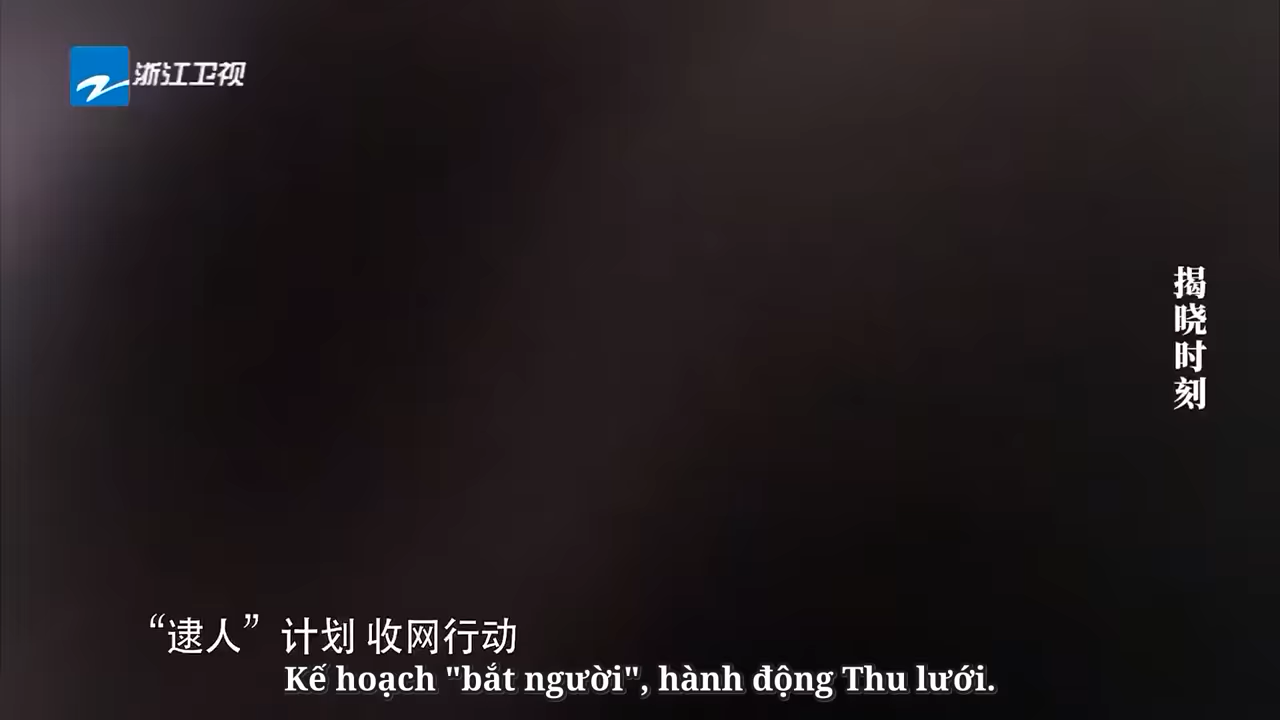 浙江卫视
揭晓时刻
“逮人”计划 收网行动
Kế hoạch "bắt người", hành động Thu lưới.